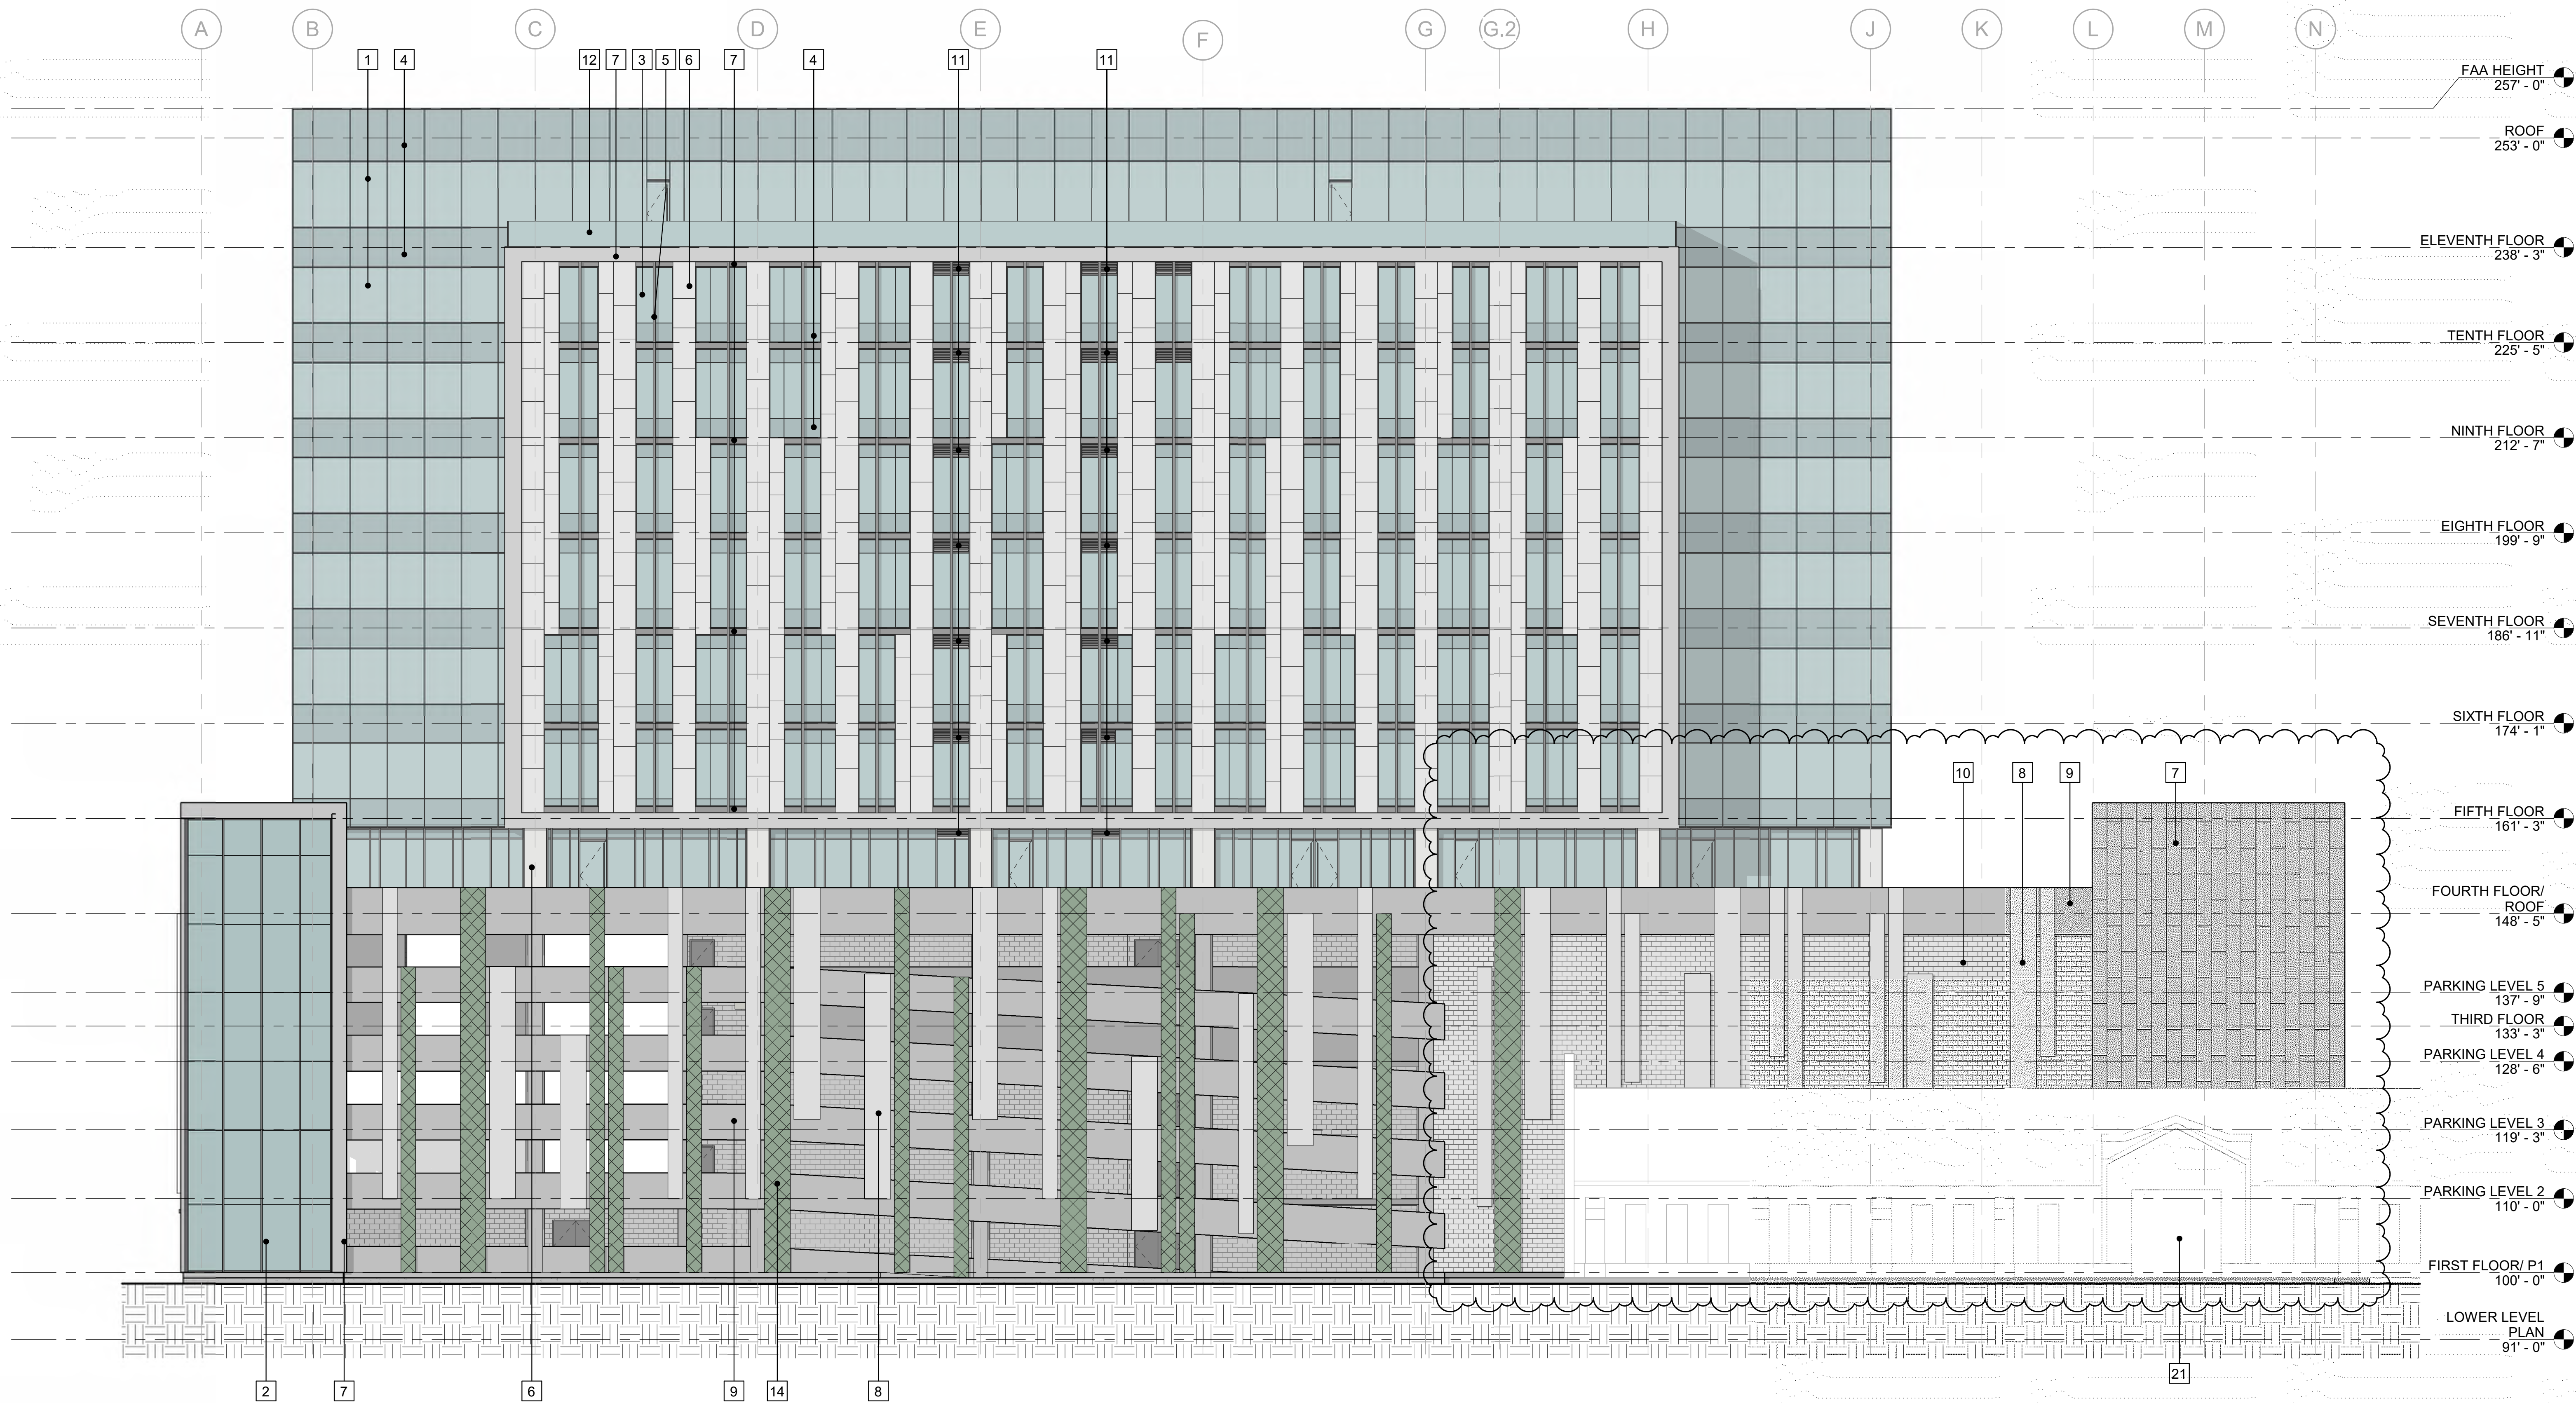 A B C D E F G G.2 H J K L M N
1 4 12 7 3 5 6 7 4 11 11
FAA HEIGHT
257' - 0"
ROOF
253' - 0"
ELEVENTH FLOOR
238' - 3"
TENTH FLOOR
225' - 5"
NINTH FLOOR
212' - 7"
EIGHTH FLOOR
199' - 9"
SEVENTH FLOOR
186' - 11"
SIXTH FLOOR
174' - 1"
10 8 9 7
FIFTH FLOOR
161' - 3"
FOURTH FLOOR/
ROOF
148' - 5"
PARKING LEVEL 5
137' - 9"
THIRD FLOOR
133' - 3"
PARKING LEVEL 4
128' - 6"
PARKING LEVEL 3
119' - 3"
PARKING LEVEL 2
110' - 0"
FIRST FLOOR/ P1
100' - 0"
LOWER LEVEL
PLAN
91' - 0"
2 7 6 9 14 8 21